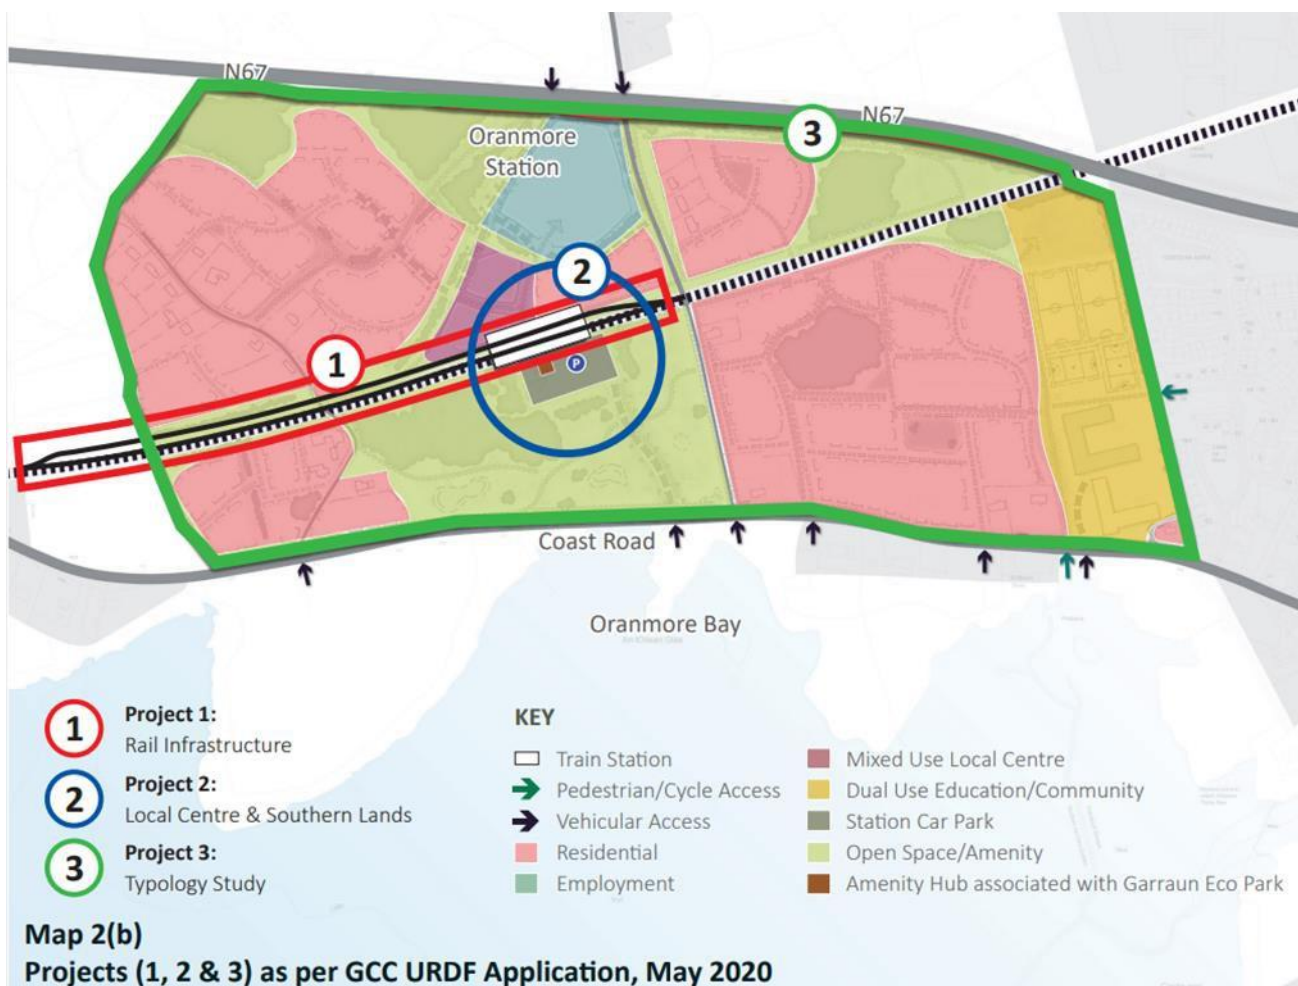 N67
N67
3
Oranmore
Station
2
1
P
Coast Road
Oranmore Bay
1
Project 1:
Rail Infrastructure
2
Project 2:
Local Centre & Southern Lands
3
Project 3:
Typology Study
KEY
Train Station
Pedestrian/Cycle Access
Vehicular Access
Residential
Employment
Mixed Use Local Centre
Dual Use Education/Community
Station Car Park
Open Space/Amenity
Amenity Hub associated with Garraun Eco Park
Map 2(b)
Projects (1, 2 & 3) as per GCC URDF Application, May 2020